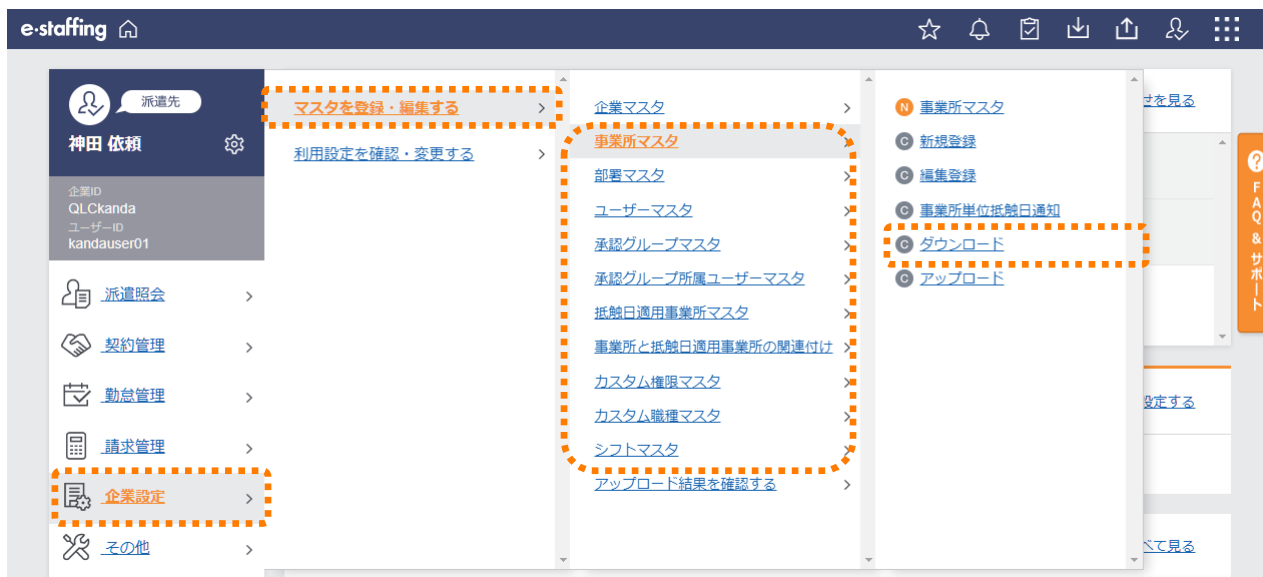 e-staffing
派遣先
神田 依頼
企業ID
QLCkanda
ユーザーID
kandauser01
派遣照会
契約管理
勤怠管理
請求管理
企業設定
その他
マスタを登録・編集する
利用設定を確認・変更する
企業マスタ
事業所マスタ
部署マスタ
ユーザーマスタ
承認グループマスタ
承認グループ所属ユーザーマスタ
抵触日適用事業所マスタ
事業所と抵触日適用事業所の関連付け
カスタム権限マスタ
カスタム職種マスタ
シフトマスタ
アップロード結果を確認する
N 事業所マスタ
C 新規登録
C 編集登録
C 事業所単位抵触日通知
C ダウンロード
C アップロード
せを見る
設定する
べて見る
? FAQ & サポート